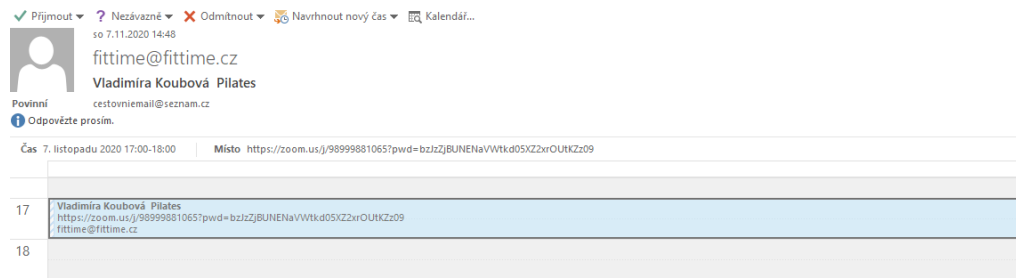 Přijmout Nezávazně Odmítnout Navrhnout nový čas Kalendář...
so 7.11.2020 14:48
fittime@fittime.cz
Vladimíra Koubová Pilates
Povinní cestovniemail@seznam.cz
Odpovězte prosím.
Čas 7. listopadu 2020 17:00-18:00 Místo https://zoom.us/j/98999881065?pwd=bzJzZjBUNENaVWtkd05XZ2xrOUtKZz09
17 Vladimíra Koubová Pilates
https://zoom.us/j/98999881065?pwd=bzJzZjBUNENaVWtkd05XZ2xrOUtKZz09
fittime@fittime.cz
18